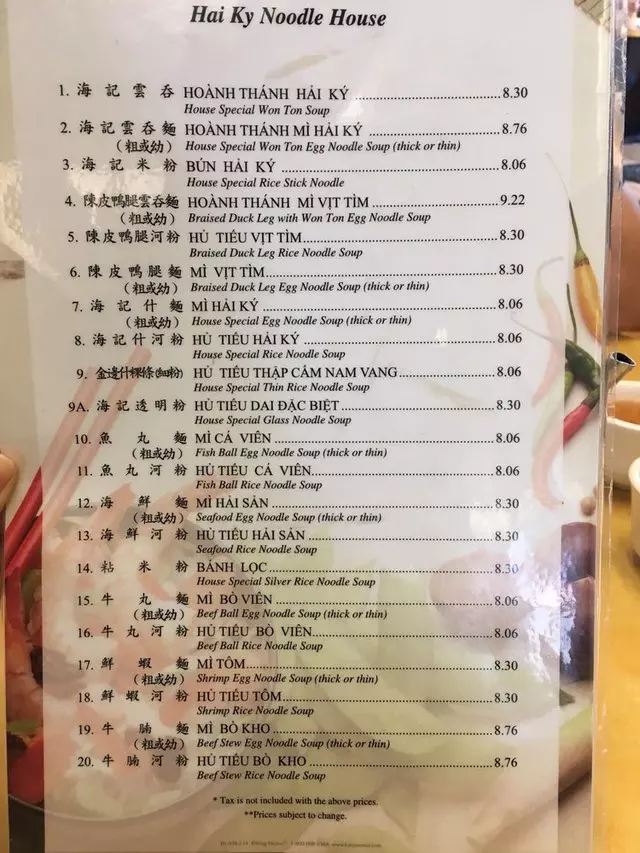 Hai Ky Noodle House
1. 海記雲吞 HOÀNH THÁNH HẢI KÝ 8.30
House Special Won Ton Soup
2. 海記雲吞麵 HOÀNH THÁNH MÌ HẢI KÝ 8.76
(粗或幼) House Special Won Ton Egg Noodle Soup (thick or thin)
3. 海記米粉 BÚN HẢI KÝ 8.06
House Special Rice Stick Noodle
4. 陳皮鴨腿雲吞麵 HOÀNH THÁNH MÌ VỊT TÌM 9.22
(粗或幼) Braised Duck Leg with Won Ton Egg Noodle Soup
5. 陳皮鴨腿河粉 HỦ TIẾU VỊT TÌM 8.30
Braised Duck Leg Rice Noodle Soup
6. 陳皮鴨腿麵 MÌ VỊT TÌM 8.30
(粗或幼) Braised Duck Leg Egg Noodle Soup (thick or thin)
7. 海記什麵 MÌ HẢI KÝ 8.06
(粗或幼) House Special Egg Noodle Soup (thick or thin)
8. 海記什河粉 HỦ TIẾU HẢI KÝ 8.06
House Special Rice Noodle Soup
9. 金邊什粿條(細粉) HỦ TIẾU THẬP CẨM NAM VANG 8.06
House Special Thin Rice Noodle Soup
9A. 海記透明粉 HỦ TIẾU DAI ĐẶC BIỆT 8.30
House Special Glass Noodle Soup
10. 魚丸麵 MÌ CÁ VIÊN 8.06
(粗或幼) Fish Ball Egg Noodle Soup (thick or thin)
11. 魚丸河粉 HỦ TIẾU CÁ VIÊN 8.06
Fish Ball Rice Noodle Soup
12. 海鮮麵 MÌ HẢI SẢN 8.30
(粗或幼) Seafood Egg Noodle Soup (thick or thin)
13. 海鮮河粉 HỦ TIẾU HẢI SẢN 8.30
Seafood Rice Noodle Soup
14. 粘米粉 BÁNH LỌC 8.30
House Special Silver Rice Noodle Soup
15. 牛丸麵 MÌ BÒ VIÊN 8.06
(粗或幼) Beef Ball Egg Noodle Soup (thick or thin)
16. 牛丸河粉 HỦ TIẾU BÒ VIÊN 8.06
Beef Ball Rice Noodle Soup
17. 鮮蝦麵 MÌ TÔM 8.30
(粗或幼) Shrimp Egg Noodle Soup (thick or thin)
18. 鮮蝦河粉 HỦ TIẾU TÔM 8.30
Shrimp Rice Noodle Soup
19. 牛腩麵 MÌ BÒ KHO 8.76
(粗或幼) Beef Stew Egg Noodle Soup (thick or thin)
20. 牛腩河粉 HỦ TIẾU BÒ KHO 8.76
Beef Stew Rice Noodle Soup
* Tax is not included with the above prices.
**Prices subject to change.